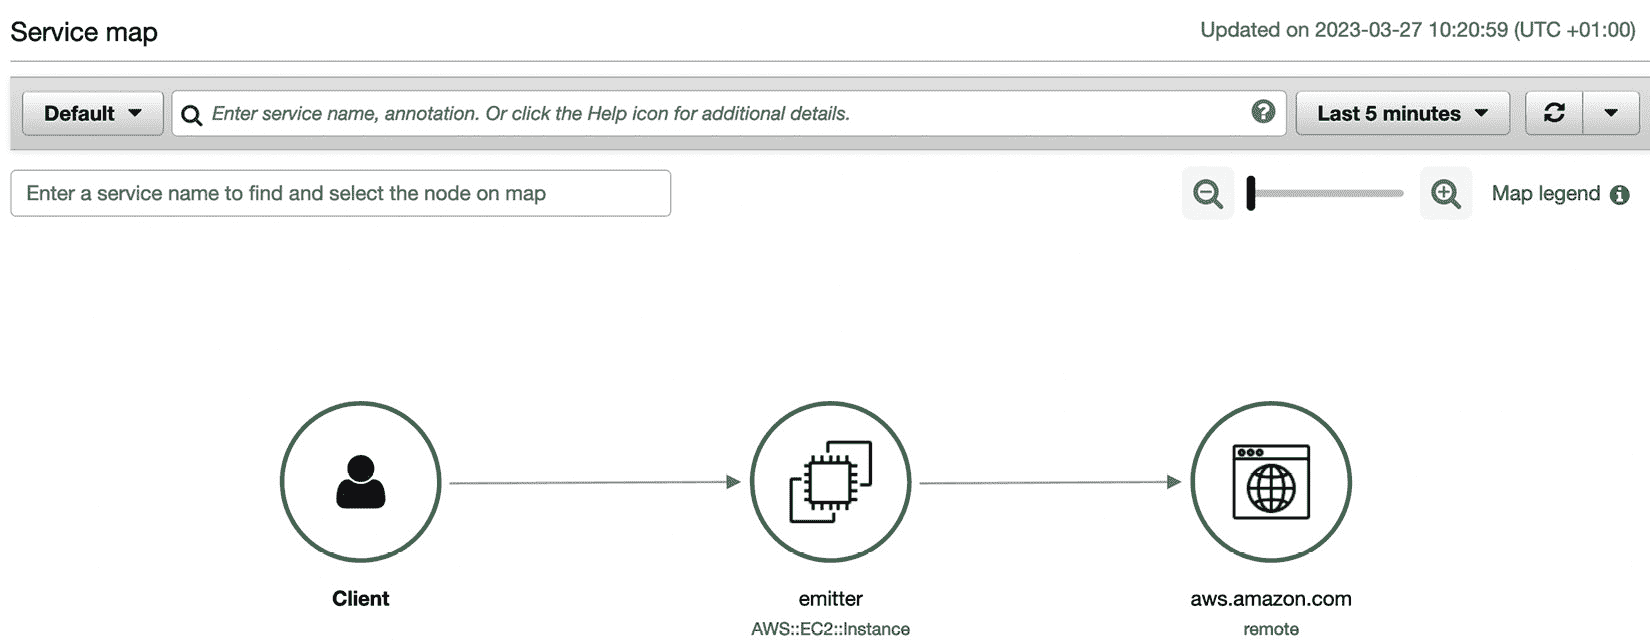 Service map
Updated on 2023-03-27 10:20:59 (UTC +01:00)
Default
Enter service name, annotation. Or click the Help icon for additional details.
Last 5 minutes
Enter a service name to find and select the node on map
Map legend
Client
emitter
aws.amazon.com
AWS::EC2::Instance
remote